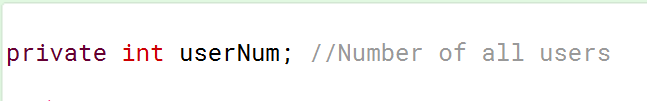 private int userNum; //Number of all users